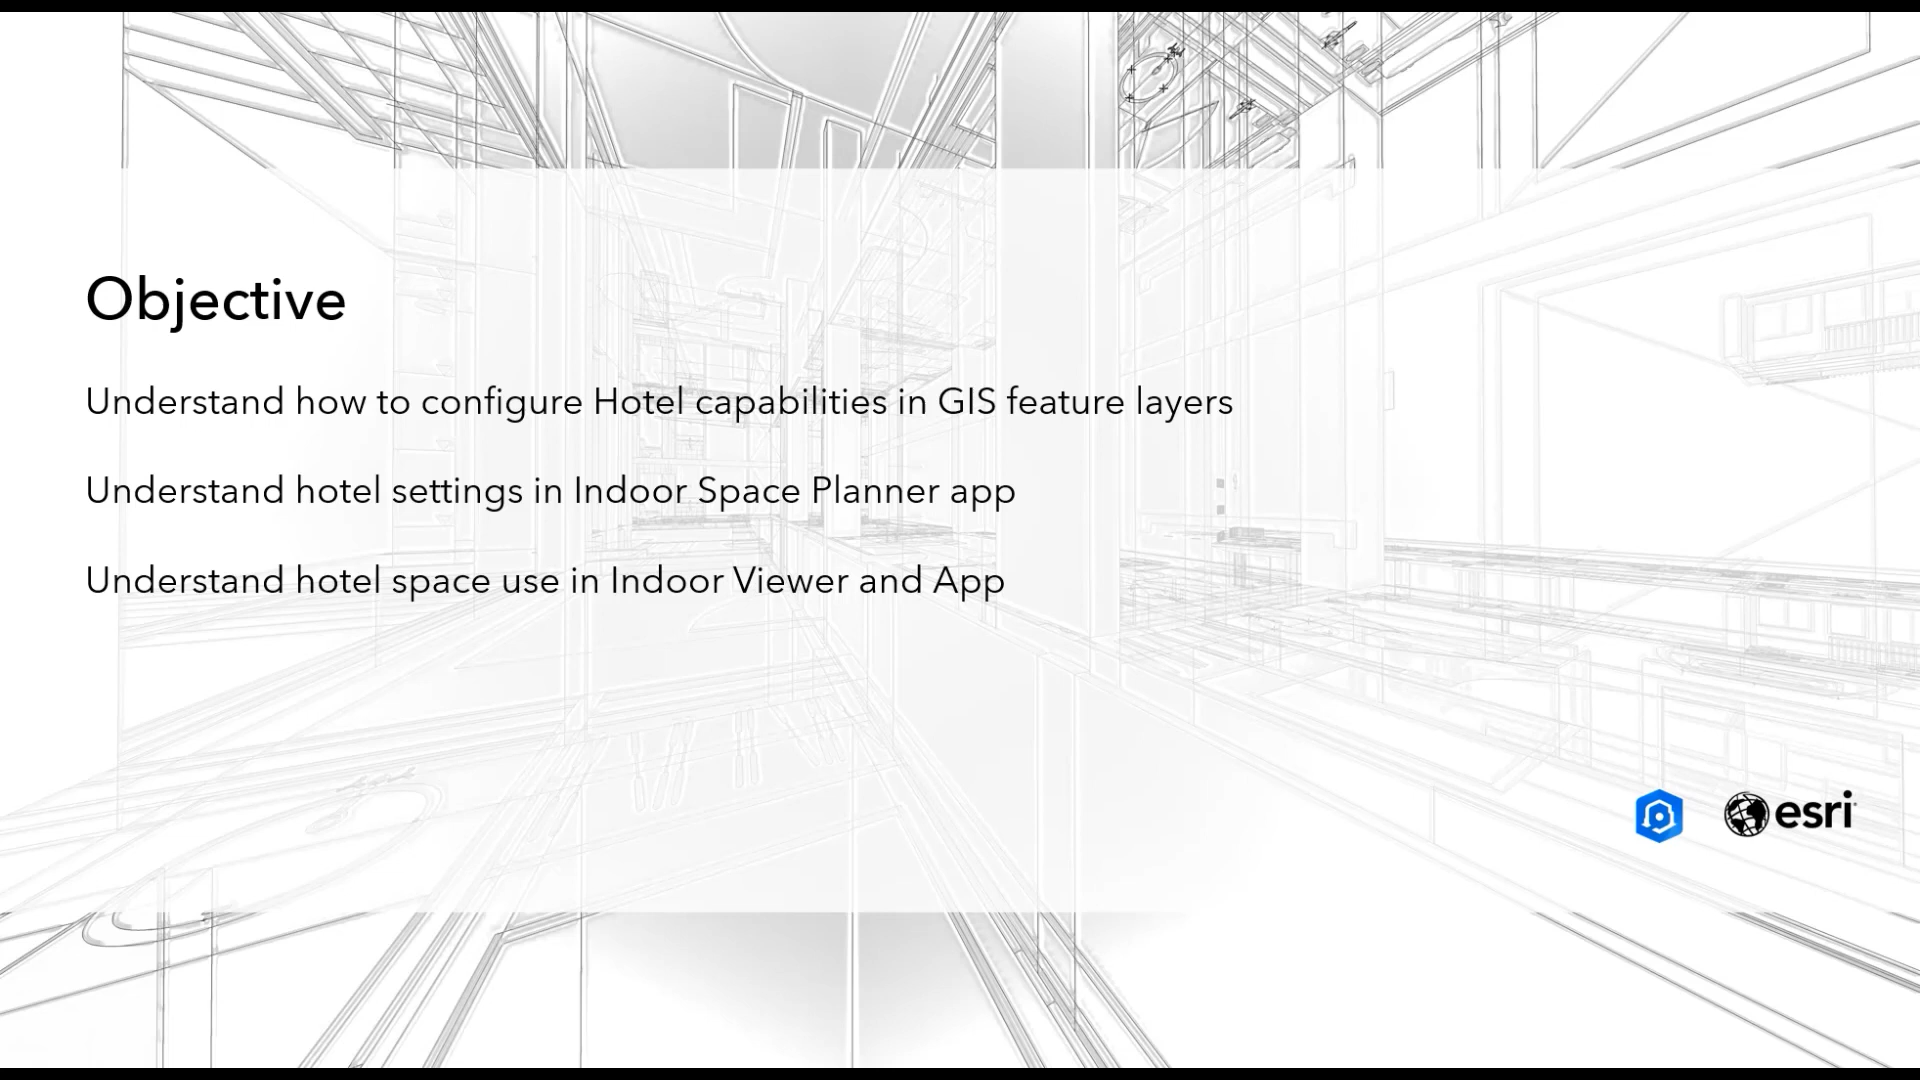 Objective
Understand how to configure Hotel capabilities in GIS feature layers
Understand hotel settings in Indoor Space Planner app
Understand hotel space use in Indoor Viewer and App
esri